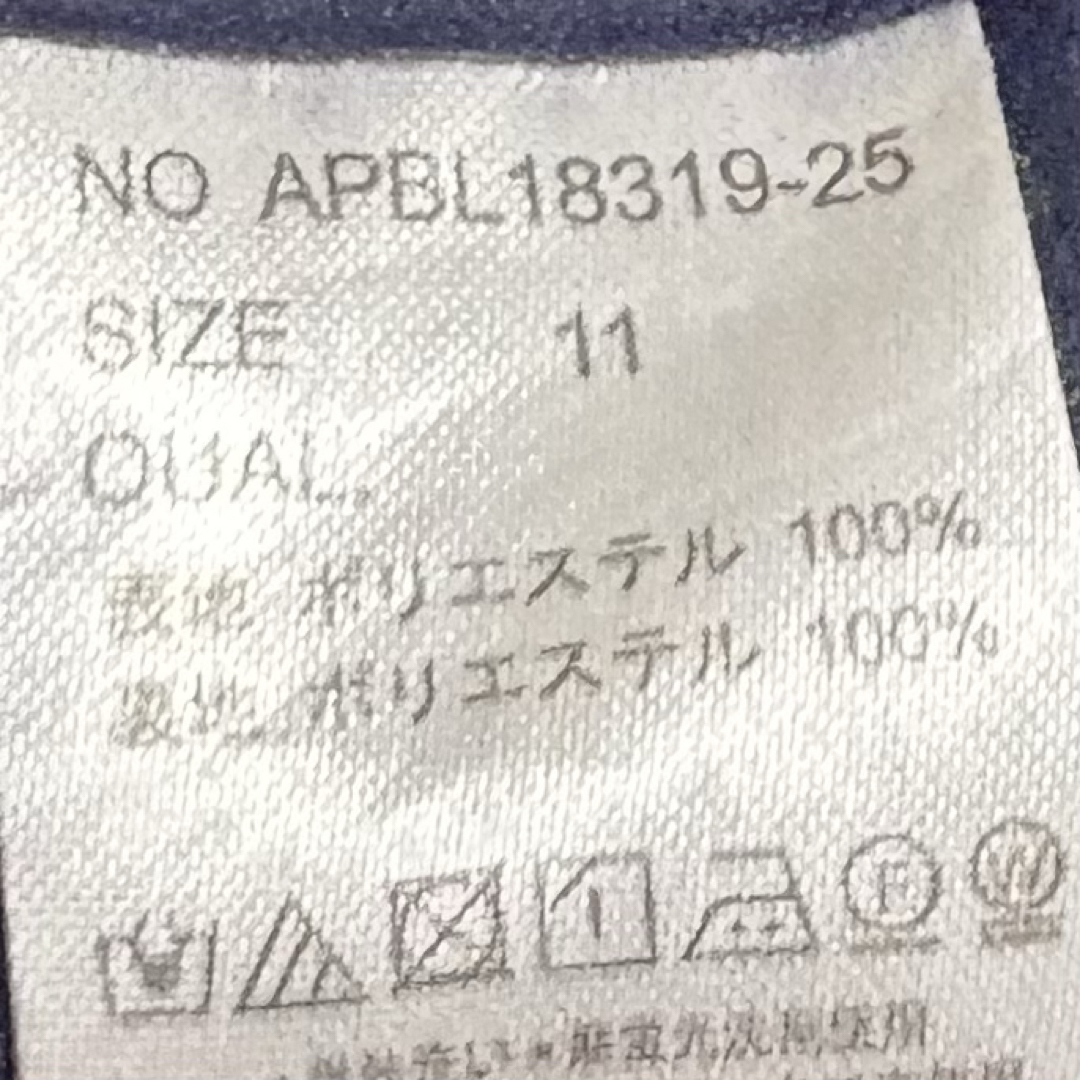 NO APBL18319-25
SIZE 11
QUAL.
表地 ポリエステル 100%
裏地 ポリエステル 100%
F W